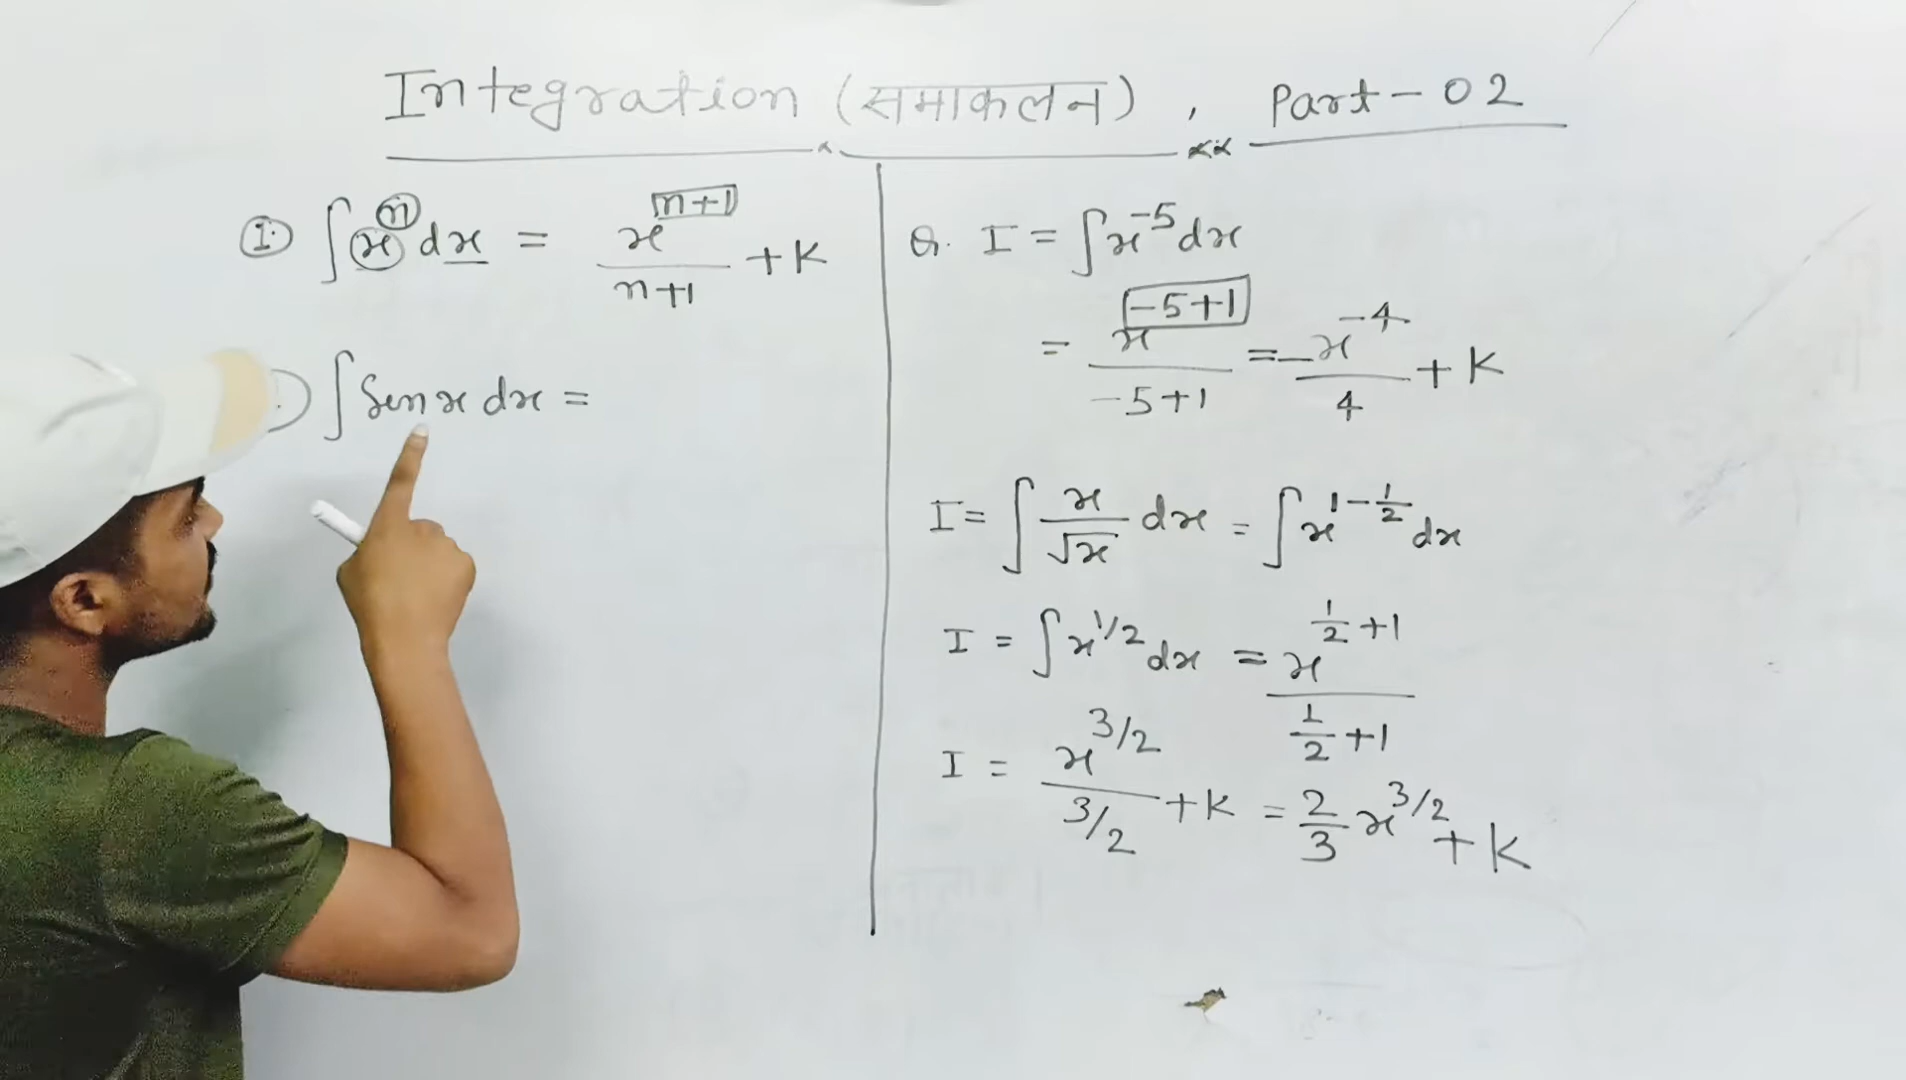 Integration (समाकलन), Part-02
① ∫xⁿ dx = x^(n+1)/(n+1) + K
∫Sin x dx =
Q. I = ∫x^-5 dx
= x^(-5+1)/(-5+1) = -x^-4/4 + K
I = ∫ x/√x dx = ∫x^(1-1/2) dx
I = ∫x^(1/2) dx = x^(1/2+1)/(1/2+1)
I = x^(3/2)/(3/2) + K = 2/3 x^(3/2) + K